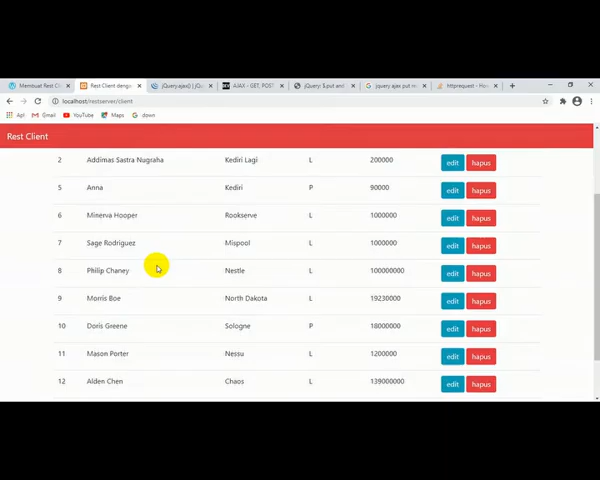 Membuat Rest Cl
Rest Client denga
jQuery.ajax() | jQu
AJAX - GET, POST
jQuery: $.put and
jquery ajax put re
httprequest - Ho
localhost/restserver/client
Apl Gmail YouTube Maps down
Rest Client
2 Addimas Sastra Nugraha Kediri Lagi L 200000 edit hapus
5 Anna Kediri P 90000 edit hapus
6 Minerva Hooper Rookserve L 1000000 edit hapus
7 Sage Rodriguez Mispool L 1000000 edit hapus
8 Philip Chaney Nestle L 100000000 edit hapus
9 Morris Boe North Dakota L 19230000 edit hapus
10 Doris Greene Sologne P 18000000 edit hapus
11 Mason Porter Nessu L 1200000 edit hapus
12 Alden Chen Chaos L 139000000 edit hapus